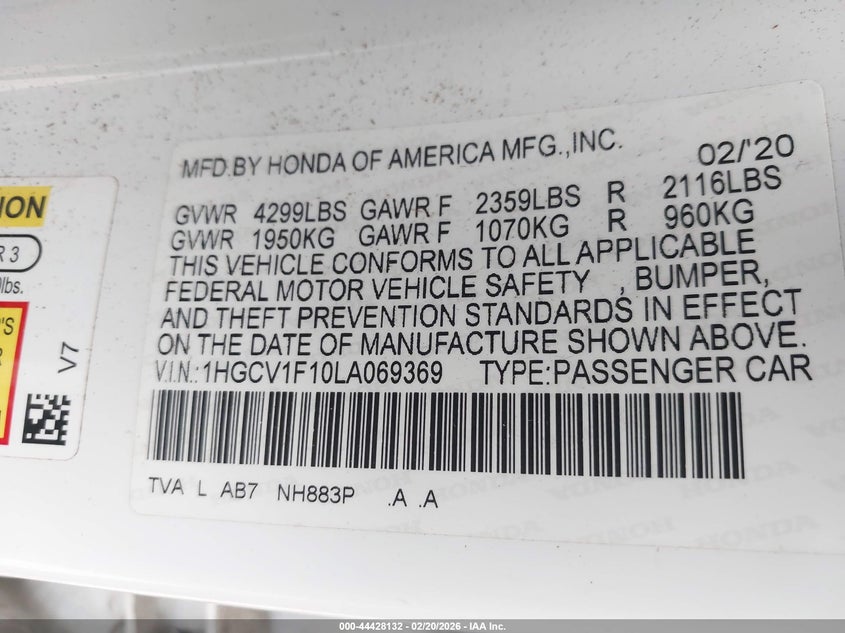 MFD.BY HONDA OF AMERICA MFG.,INC. 02/'20
GVWR 4299LBS GAWR F 2359LBS R 2116LBS
GVWR 1950KG GAWR F 1070KG R 960KG
THIS VEHICLE CONFORMS TO ALL APPLICABLE
FEDERAL MOTOR VEHICLE SAFETY , BUMPER,
AND THEFT PREVENTION STANDARDS IN EFFECT
ON THE DATE OF MANUFACTURE SHOWN ABOVE.
V.I.N.:1HGCV1F10LA069369 TYPE:PASSENGER CAR
TVA L AB7 NH883P .A .A
R 3
lbs.
'S
R
V7
000-44428132 - 02/20/2026 - IAA Inc.